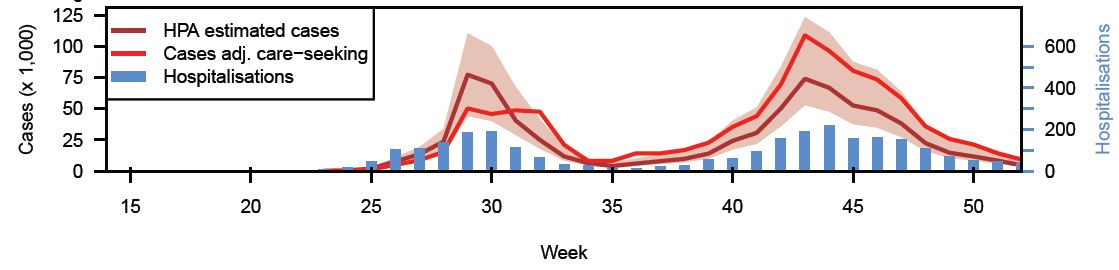 125
100
75
50
25
0
Cases (x 1,000)
HPA estimated cases
Cases adj. care−seeking
Hospitalisations
600
400
200
0
Hospitalisations
15 20 25 30 35 40 45 50
Week